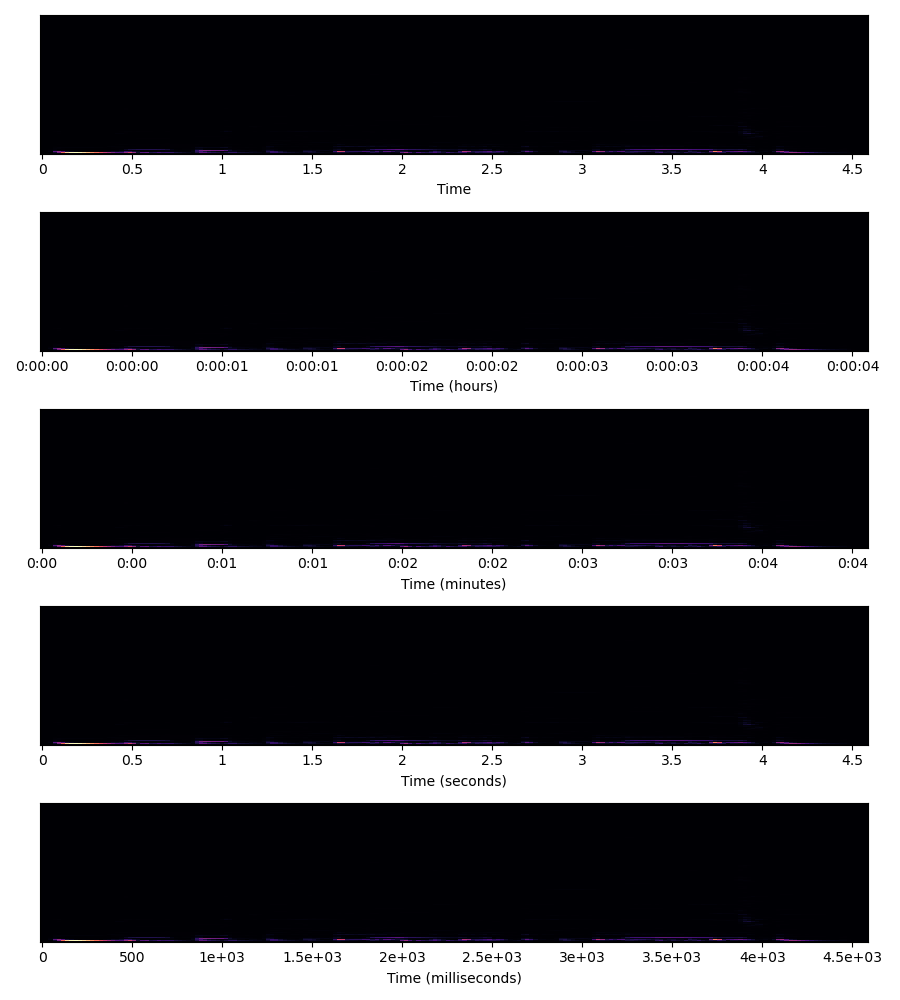 0 0.5 1 1.5 2 2.5 3 3.5 4 4.5
Time
0:00:00 0:00:00 0:00:01 0:00:01 0:00:02 0:00:02 0:00:03 0:00:03 0:00:04 0:00:04
Time (hours)
0:00 0:00 0:01 0:01 0:02 0:02 0:03 0:03 0:04 0:04
Time (minutes)
0 0.5 1 1.5 2 2.5 3 3.5 4 4.5
Time (seconds)
0 500 1e+03 1.5e+03 2e+03 2.5e+03 3e+03 3.5e+03 4e+03 4.5e+03
Time (milliseconds)